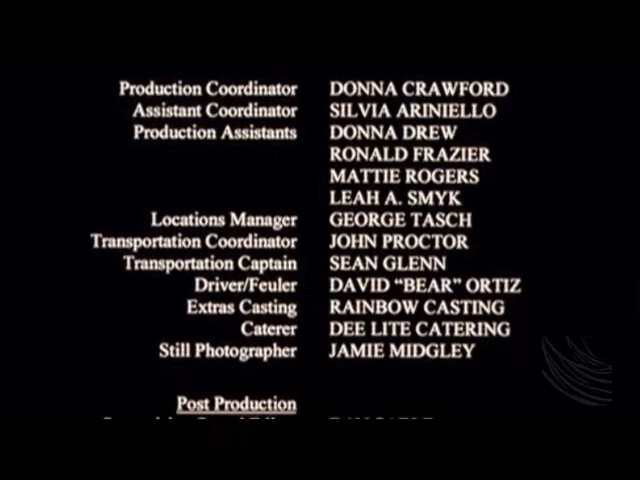 Production Coordinator DONNA CRAWFORD
Assistant Coordinator SILVIA ARINIELLO
Production Assistants DONNA DREW
RONALD FRAZIER
MATTIE ROGERS
LEAH A. SMYK
Locations Manager GEORGE TASCH
Transportation Coordinator JOHN PROCTOR
Transportation Captain SEAN GLENN
Driver/Feuler DAVID “BEAR” ORTIZ
Extras Casting RAINBOW CASTING
Caterer DEE LITE CATERING
Still Photographer JAMIE MIDGLEY
Post Production